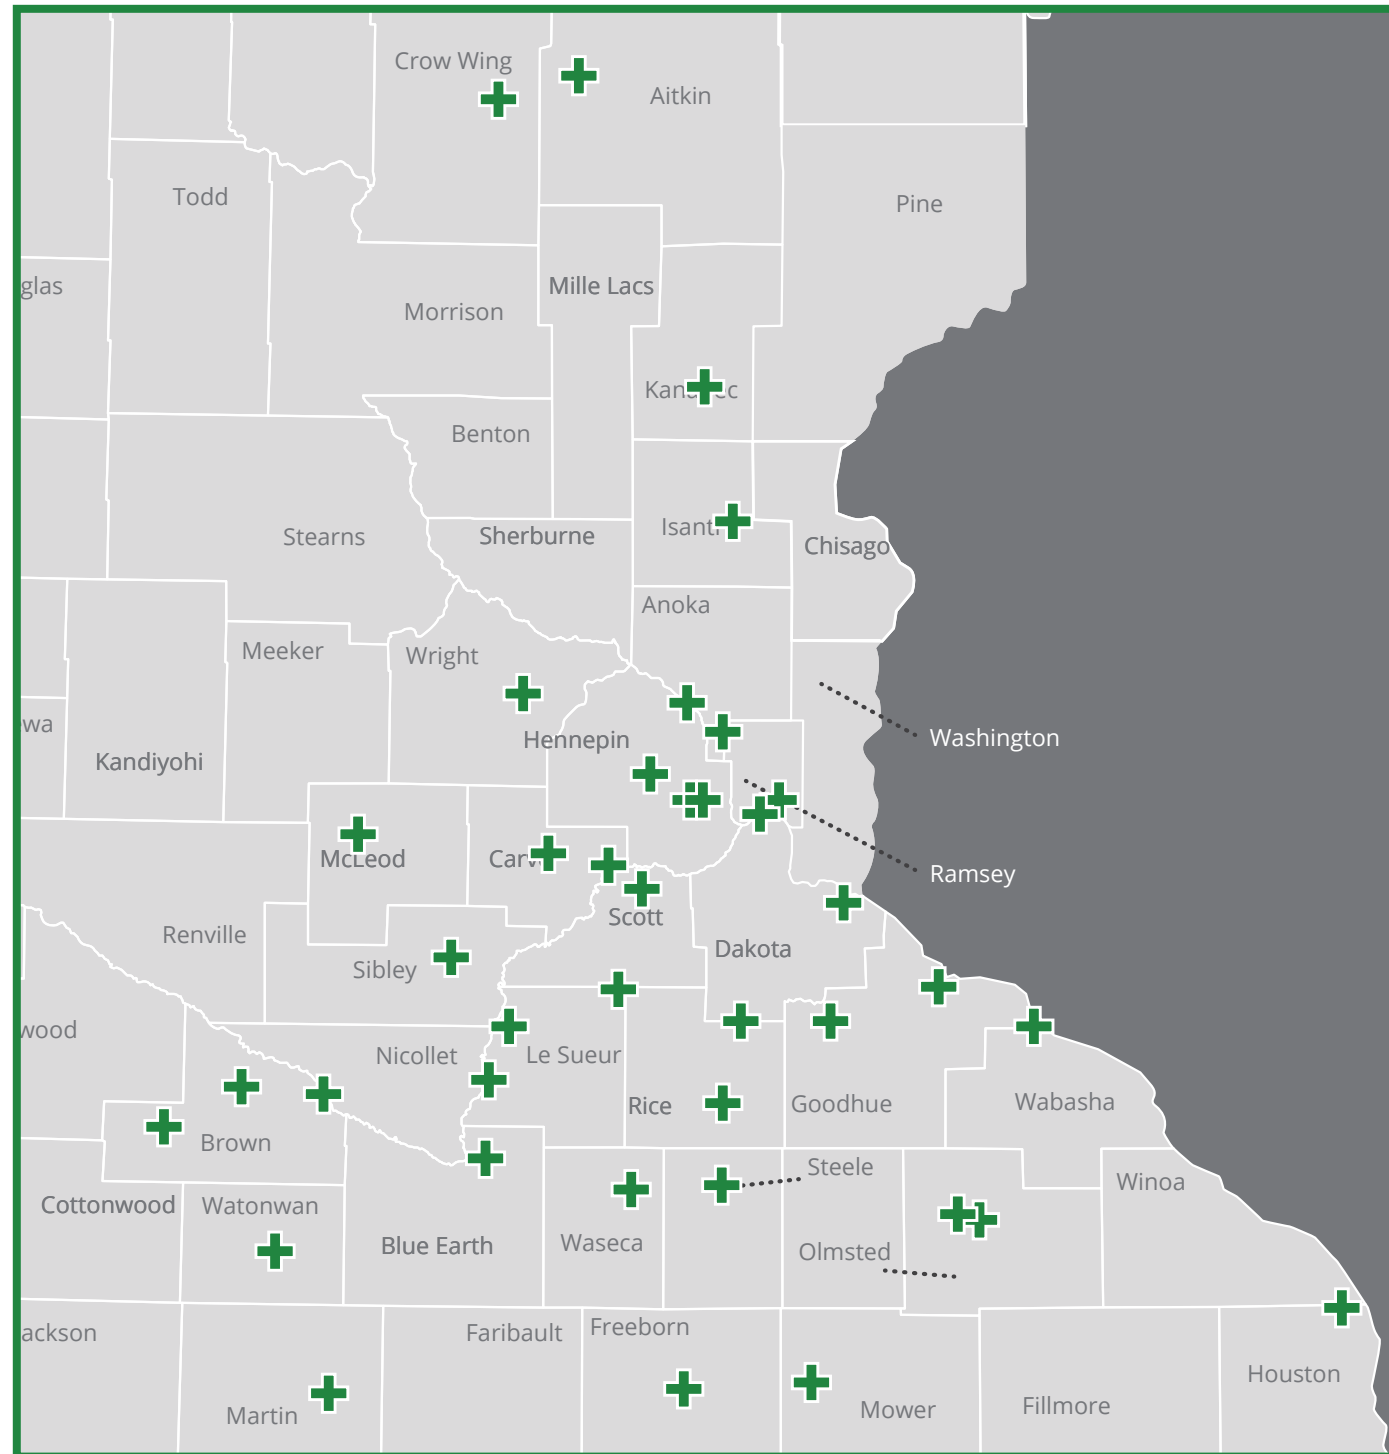 Crow Wing
Aitkin
Todd
Pine
glas
Mille Lacs
Morrison
Benton
Stearns
Sherburne
Isanti
Chisago
Anoka
Meeker
Wright
wa
Hennepin
Washington
Kandiyohi
McLeod
Ramsey
Scott
Renville
Dakota
Sibley
wood
Nicollet
Le Sueur
Rice
Goodhue
Wabasha
Brown
Steele
Winoa
Cottonwood
Watonwan
Blue Earth
Waseca
Olmsted
ackson
Faribault
Freeborn
Houston
Martin
Mower
Fillmore